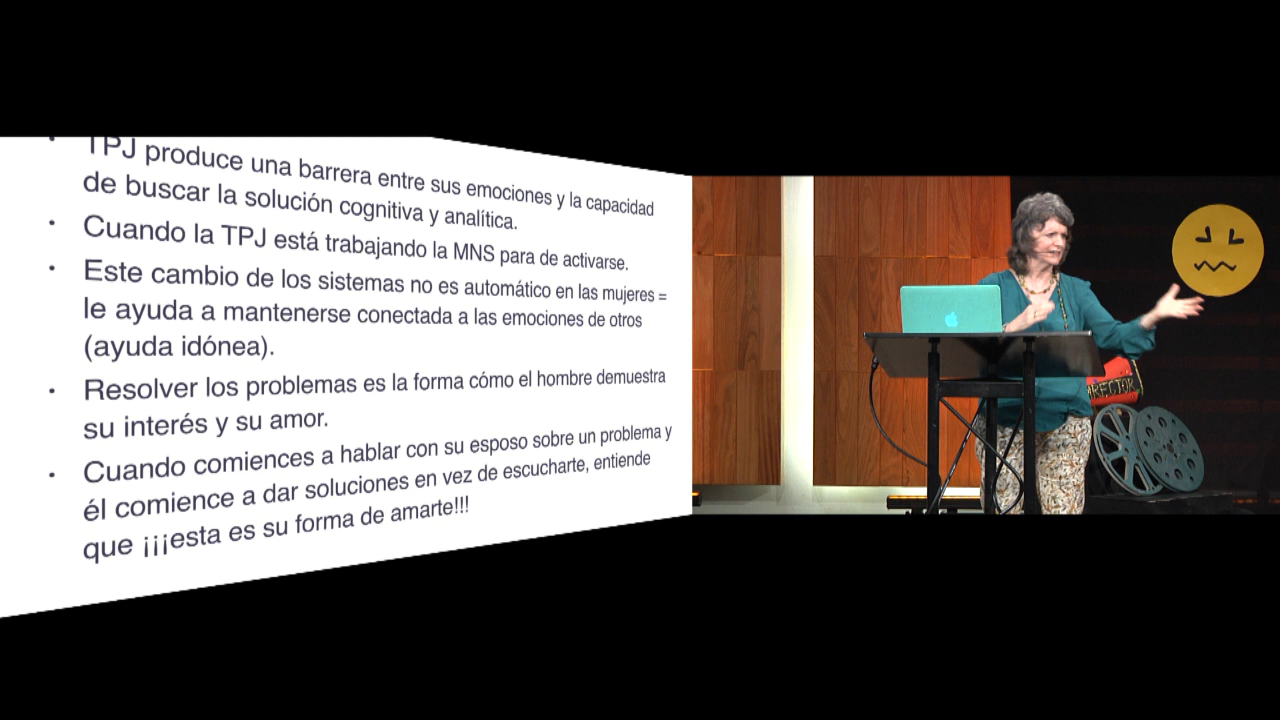 TPJ produce una barrera entre sus emociones y la capacidad
de buscar la solución cognitiva y analítica.
Cuando la TPJ está trabajando la MNS para de activarse.
Este cambio de los sistemas no es automático en las mujeres =
le ayuda a mantenerse conectada a las emociones de otros
(ayuda idónea).
Resolver los problemas es la forma cómo el hombre demuestra
su interés y su amor.
Cuando comiences a hablar con su esposo sobre un problema y
él comience a dar soluciones en vez de escucharte, entiende
que ¡¡¡esta es su forma de amarte!!!
RECTOR